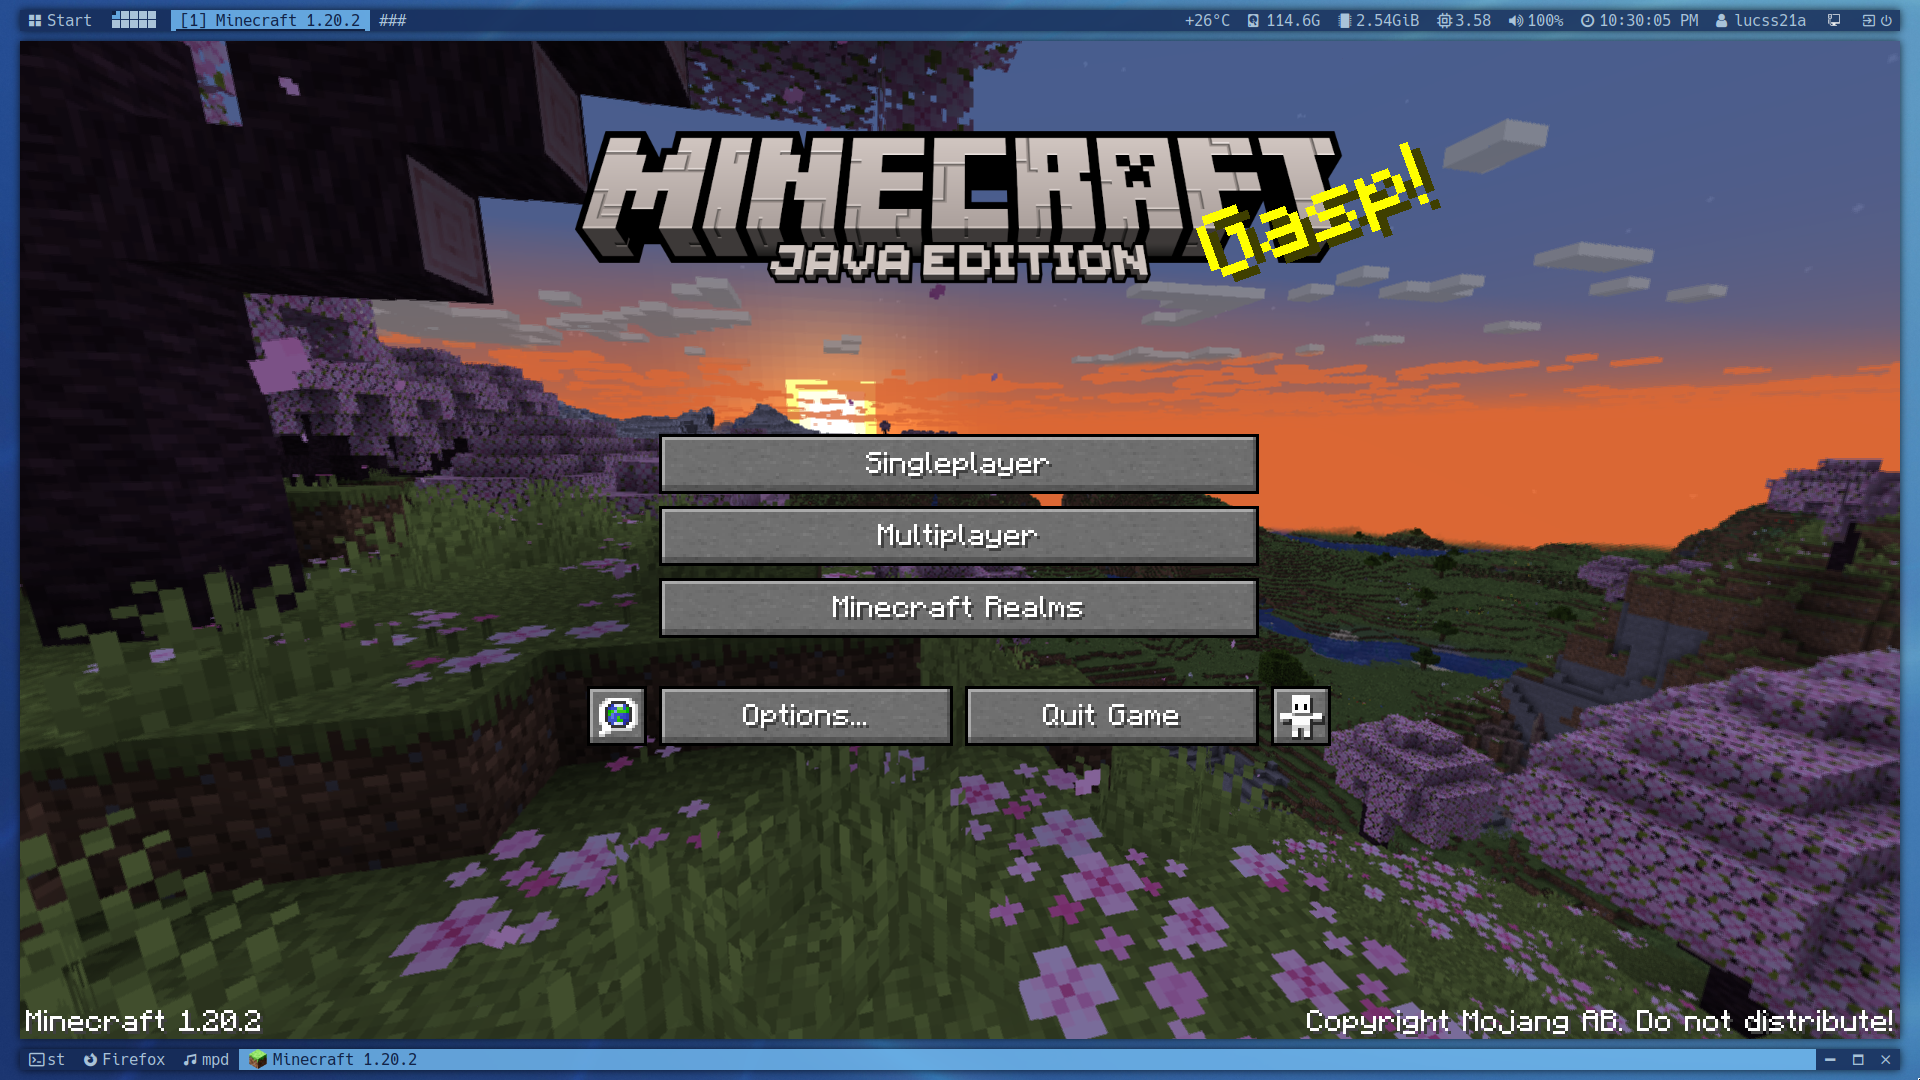 Start [1] Minecraft 1.20.2 ### +26°C 114.6G 2.54GiB 3.58 100% 10:30:05 PM lucss21a
MINECRAFT
JAVA EDITION
Gasp!
Singleplayer
Multiplayer
Minecraft Realms
Options... Quit Game
Minecraft 1.20.2 Copyright Mojang AB. Do not distribute!
st Firefox mpd Minecraft 1.20.2